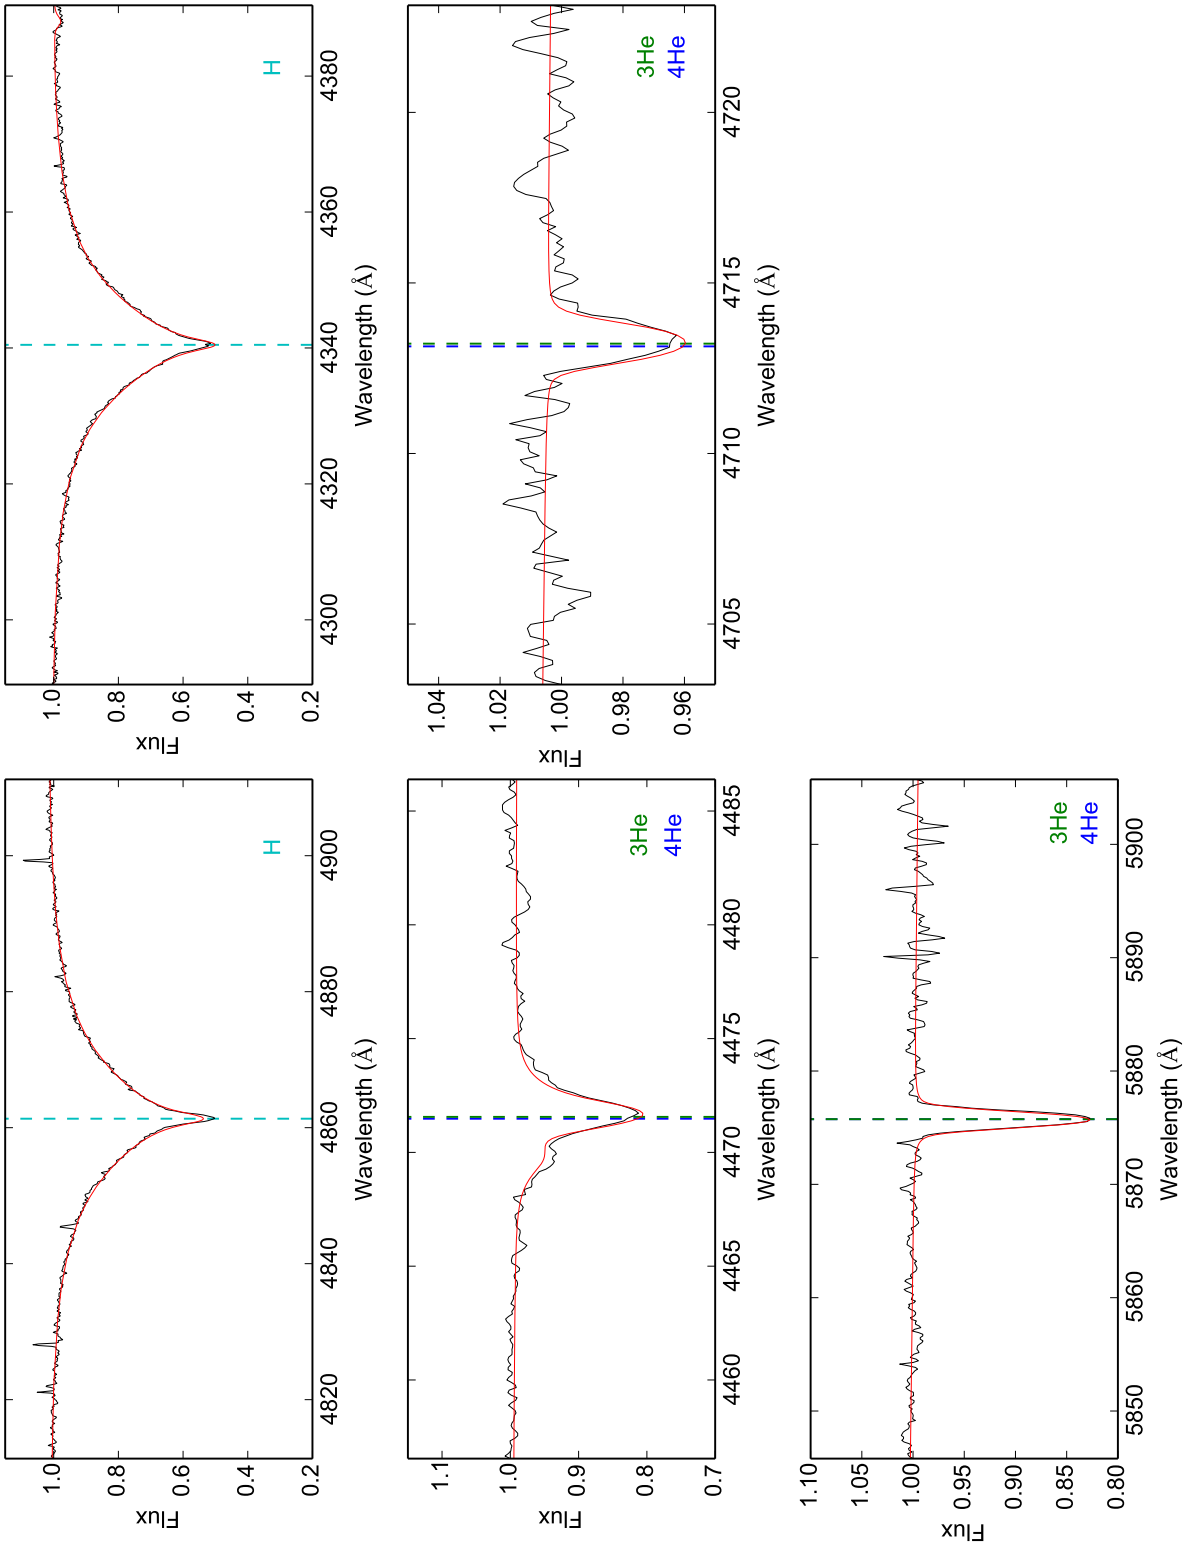 Flux
1.0
0.8
0.6
0.4
0.2
4820
4840
4860
4880
4900
Wavelength (Å)
H
Flux
1.0
0.8
0.6
0.4
0.2
4300
4320
4340
4360
4380
Wavelength (Å)
H
Flux
1.1
1.0
0.9
0.8
0.7
4460
4465
4470
4475
4480
4485
Wavelength (Å)
3He
4He
Flux
1.04
1.02
1.00
0.98
0.96
4705
4710
4715
4720
Wavelength (Å)
3He
4He
Flux
1.10
1.05
1.00
0.95
0.90
0.85
0.80
5850
5860
5870
5880
5890
5900
Wavelength (Å)
3He
4He